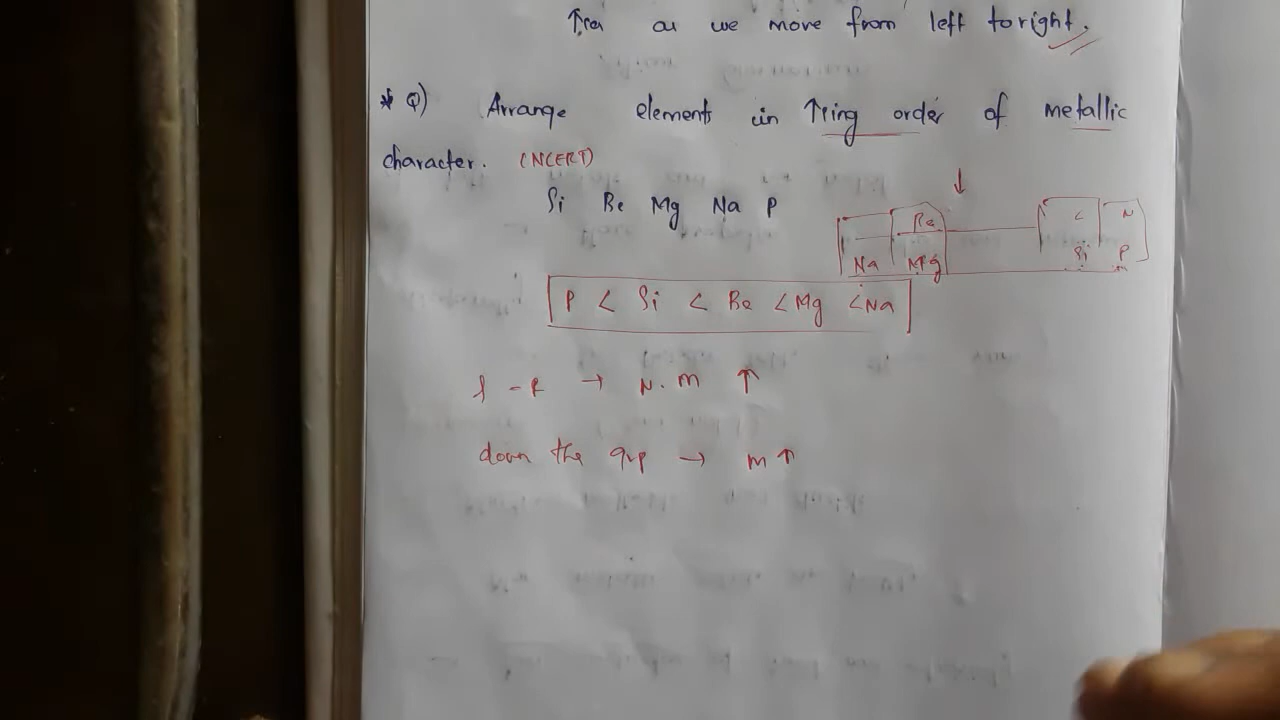 ↑ses as we move from left to right.
* Q) Arrange elements in ↑ring order of metallic
character. (NCERT)
Si Be Mg Na P
Be C N
Na Mg Si P
P < Si < Be < Mg < Na
l - R → N.m ↑
down the grp → m ↑